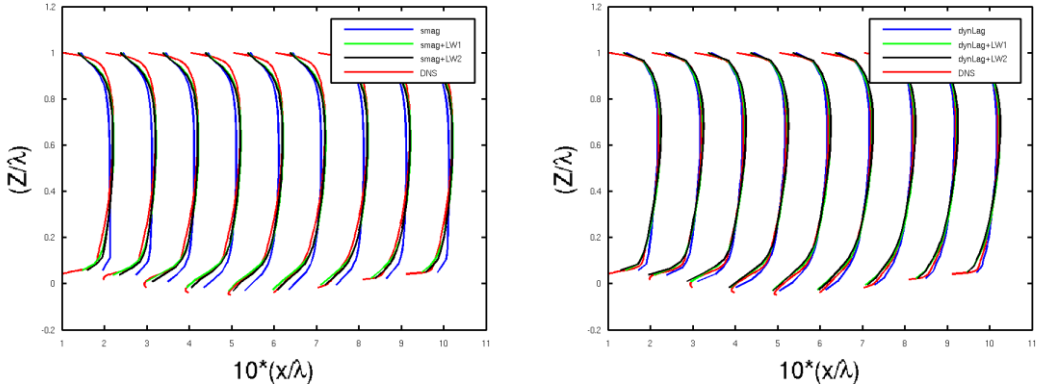 1.2
1
0.8
0.6
0.4
0.2
0
-0.2
(Z/λ)
smag
smag+LW1
smag+LW2
DNS
1 2 3 4 5 6 7 8 9 10 11
10*(x/λ)
1.2
1
0.8
0.6
0.4
0.2
0
-0.2
(Z/λ)
dynLag
dynLag+LW1
dynLag+LW2
DNS
1 2 3 4 5 6 7 8 9 10 11
10*(x/λ)